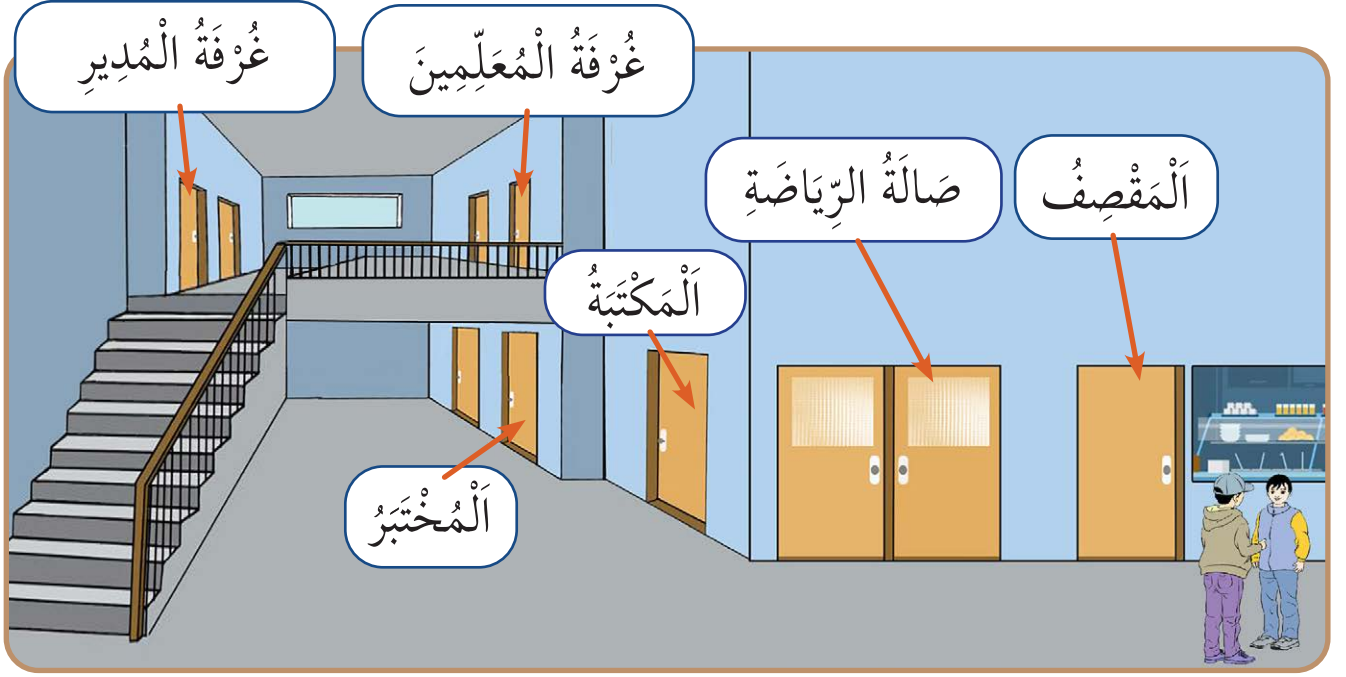 غُرْفَةُ الْمُعَلِّمِينَ
غُرْفَةُ الْمُدِيرِ
اَلْمَقْصِفُ
صَالَةُ الرِّيَاضَةِ
اَلْمَكْتَبَةُ
اَلْمُخْتَبَرُ